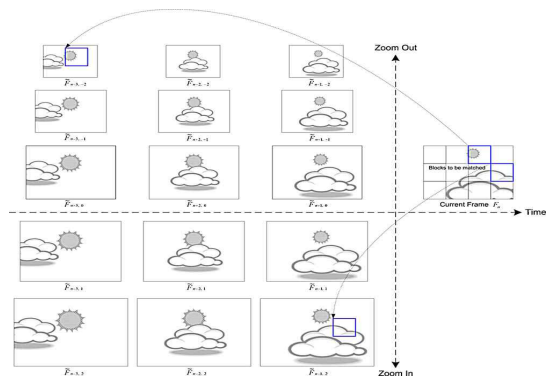 Zoom Out
F̃n-3, -2
F̃n-2, -2
F̃n-1, -2
F̃n-3, -1
F̃n-2, -1
F̃n-1, -1
Blocks to be matched
F̃n-3, 0
F̃n-2, 0
F̃n-1, 0
Current Frame Fn
Time
F̃n-3, 1
F̃n-2, 1
F̃n-1, 1
F̃n-3, 2
F̃n-2, 2
F̃n-1, 2
Zoom In